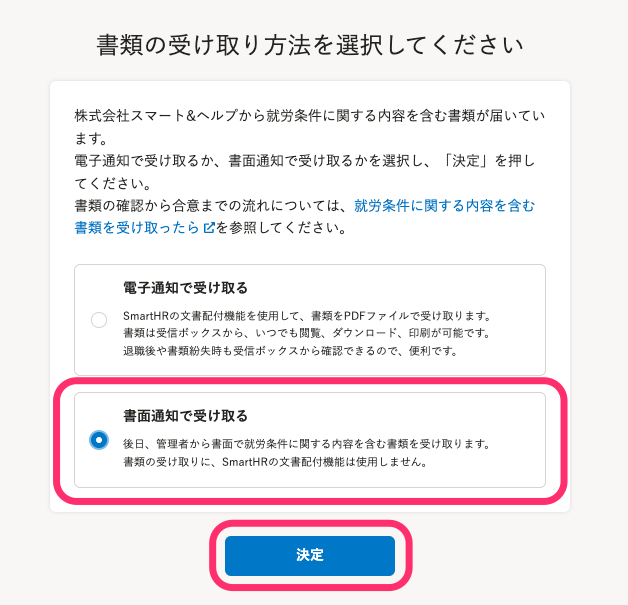 書類の受け取り方法を選択してください
株式会社スマート&ヘルプから就労条件に関する内容を含む書類が届いてい
ます。
電子通知で受け取るか、書面通知で受け取るかを選択し、「決定」を押し
てください。
書類の確認から合意までの流れについては、就労条件に関する内容を含む
書類を受け取ったらを参照してください。
電子通知で受け取る
SmartHRの文書配付機能を使用して、書類をPDFファイルで受け取ります。
書類は受信ボックスから、いつでも閲覧、ダウンロード、印刷が可能です。
退職後や書類紛失時も受信ボックスから確認できるので、便利です。
書面通知で受け取る
後日、管理者から書面で就労条件に関する内容を含む書類を受け取ります。
書類の受け取りに、SmartHRの文書配付機能は使用しません。
決定